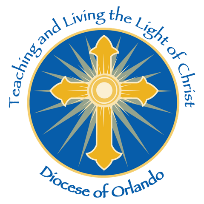 Teaching and Living the Light of Christ
Diocese of Orlando